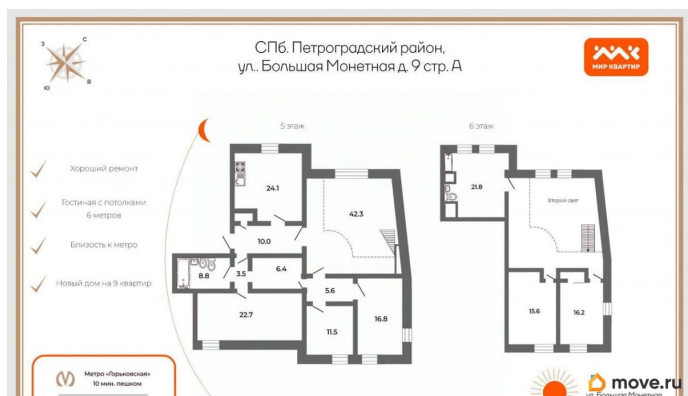 СПб. Петроградский район,
ул.. Большая Монетная д. 9 стр. А
МИР КВАРТИР
З
С
Ю
В
Хороший ремонт
Гостиная с потолками
6 метров
Близость к метро
Новый дом на 9 квартир
5 этаж
24.1
42.3
10.0
8.8
3.5
6.4
5.6
22.7
11.5
16.8
6 этаж
21.8
Второй свет
15.6
16.2
Метро «Горьковская»
10 мин. пешком
move.ru
ул. Большая Монетная